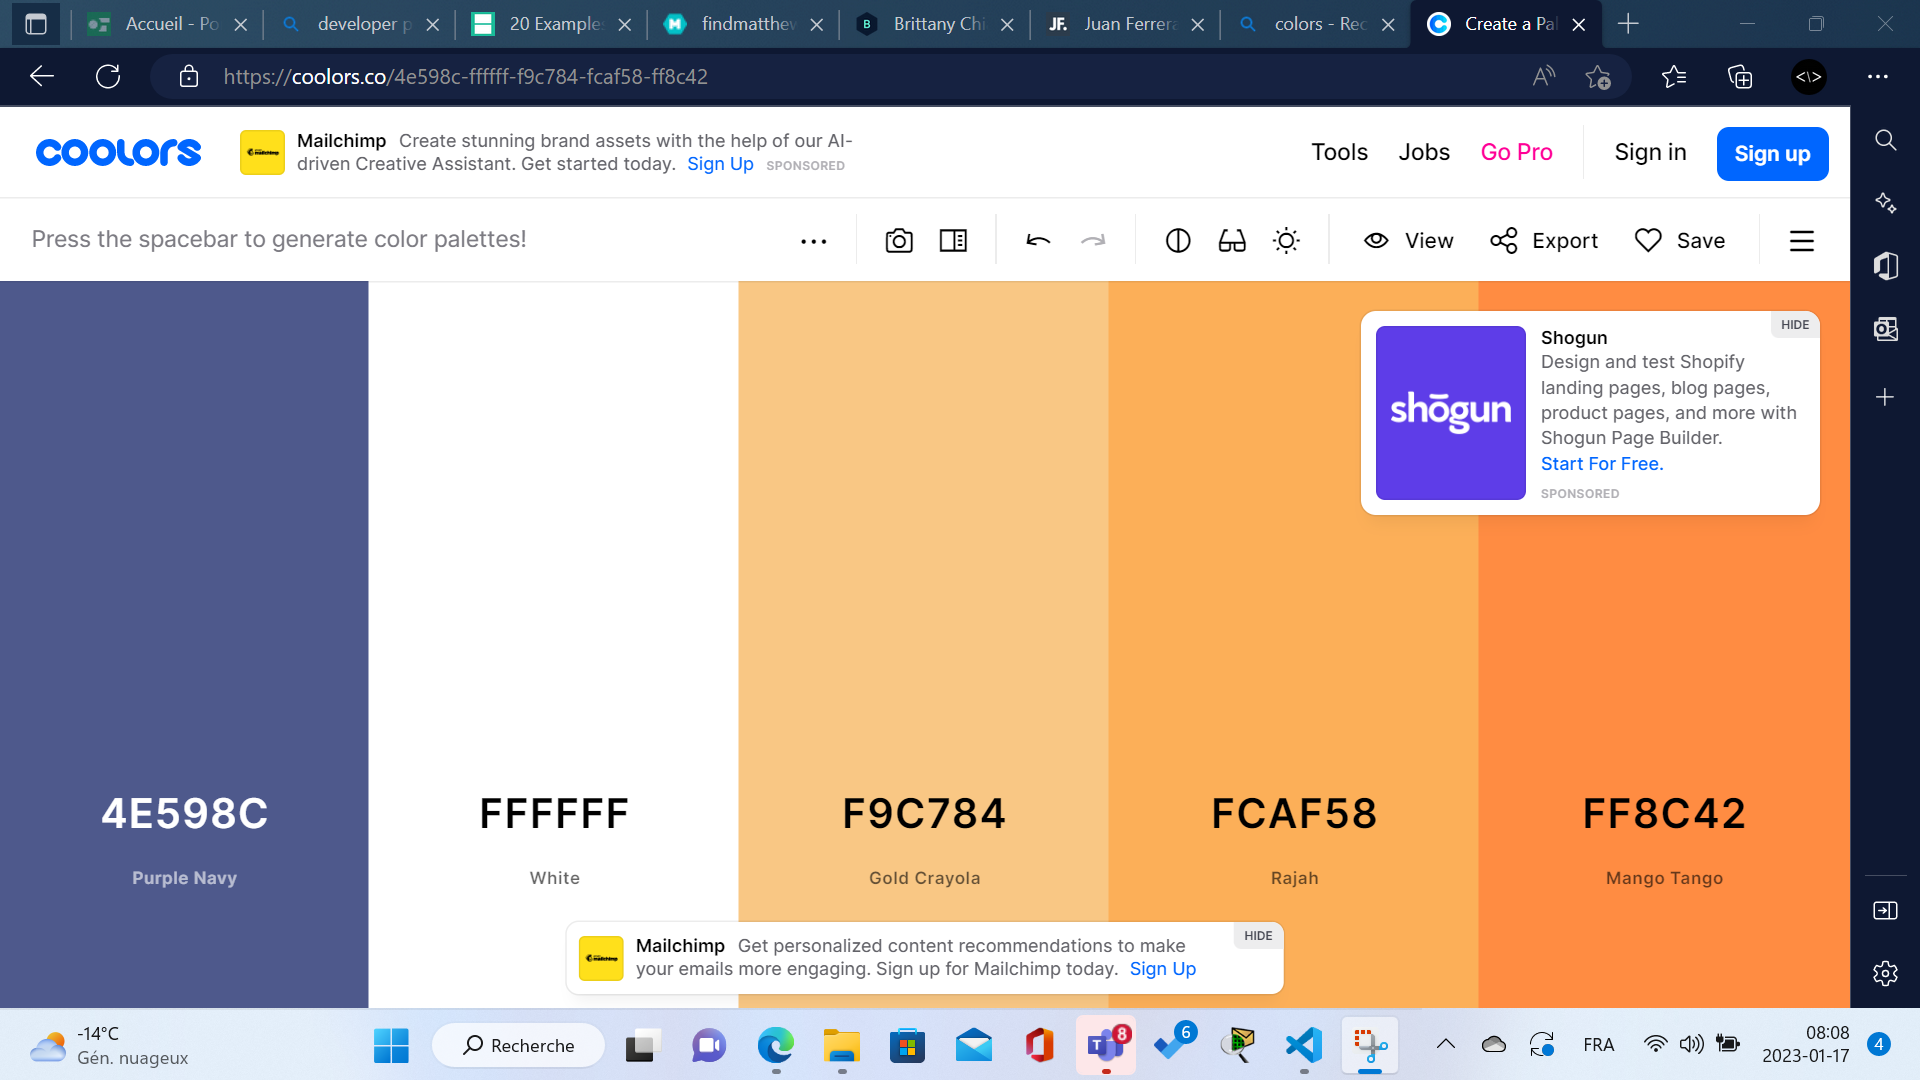 Accueil - Po
developer p
20 Example
findmatthew
Brittany Chi
Juan Ferrera
colors - Rec
Create a Pal
https://coolors.co/4e598c-ffffff-f9c784-fcaf58-ff8c42
coolors
Mailchimp Create stunning brand assets with the help of our AI-
driven Creative Assistant. Get started today. Sign Up SPONSORED
Tools
Jobs
Go Pro
Sign in
Sign up
Press the spacebar to generate color palettes!
View
Export
Save
HIDE
shōgun
Shogun
Design and test Shopify
landing pages, blog pages,
product pages, and more with
Shogun Page Builder.
Start For Free.
SPONSORED
4E598C
Purple Navy
FFFFFF
White
F9C784
Gold Crayola
FCAF58
Rajah
FF8C42
Mango Tango
HIDE
Mailchimp Get personalized content recommendations to make
your emails more engaging. Sign up for Mailchimp today. Sign Up
-14°C
Gén. nuageux
Recherche
8
6
FRA
08:08
2023-01-17
4